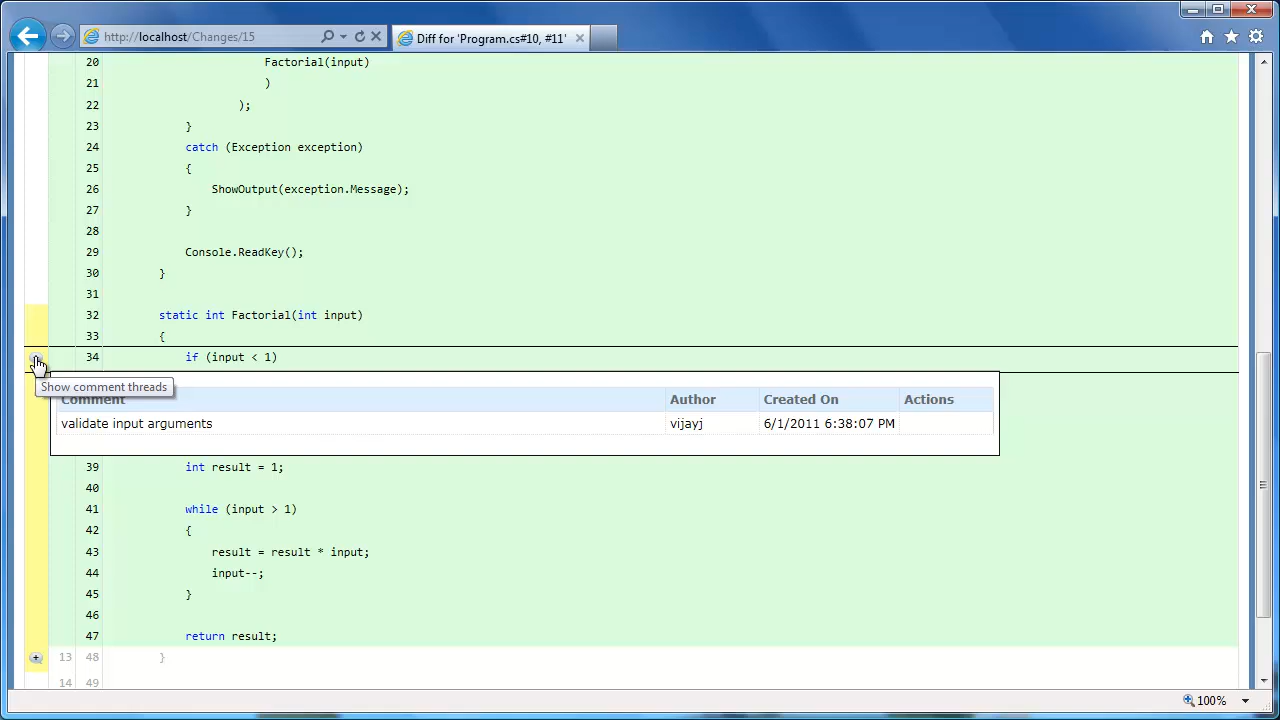 http://localhost/Changes/15
Diff for 'Program.cs#10, #11'
20 Factorial(input)
21 )
22 );
23 }
24 catch (Exception exception)
25 {
26 ShowOutput(exception.Message);
27 }
28
29 Console.ReadKey();
30 }
31
32 static int Factorial(int input)
33 {
34 if (input < 1)
Show comment threads
Comment Author Created On Actions
validate input arguments vijayj 6/1/2011 6:38:07 PM
39 int result = 1;
40
41 while (input > 1)
42 {
43 result = result * input;
44 input--;
45 }
46
47 return result;
13 48 }
14 49
100%